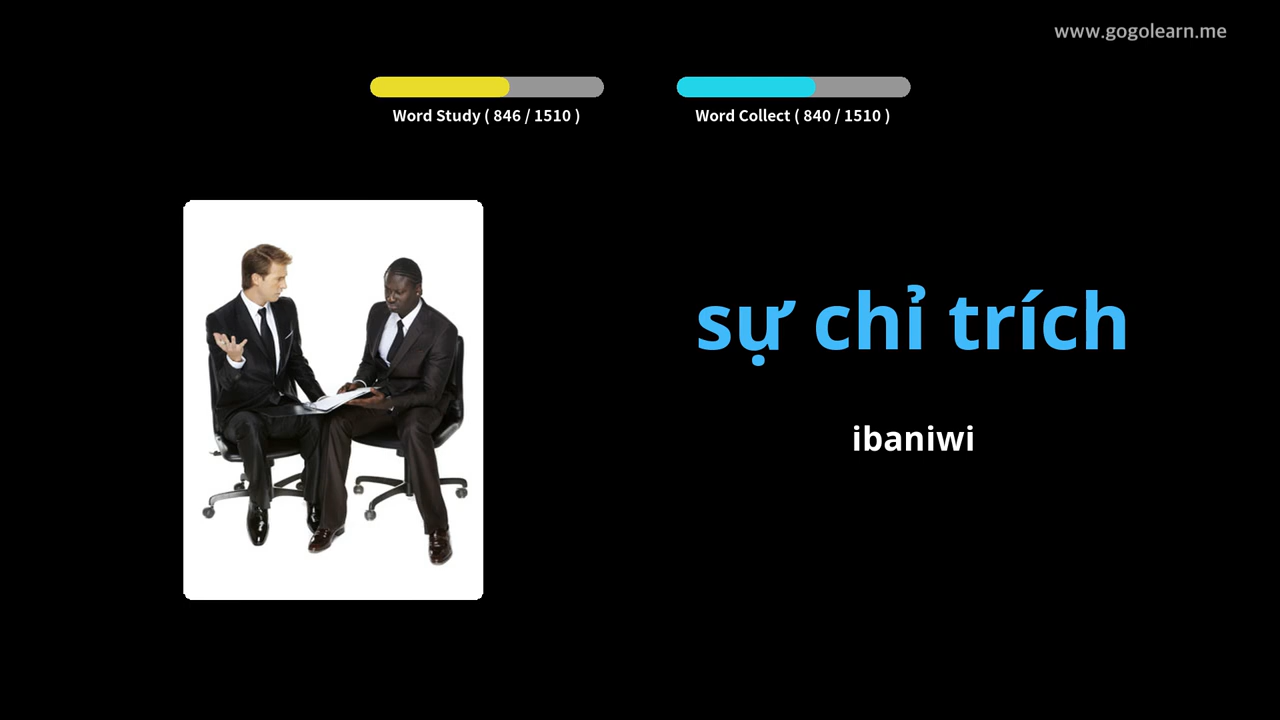 www.gogolearn.me
Word Study ( 846 / 1510 )
Word Collect ( 840 / 1510 )
sự chỉ trích
ibaniwi